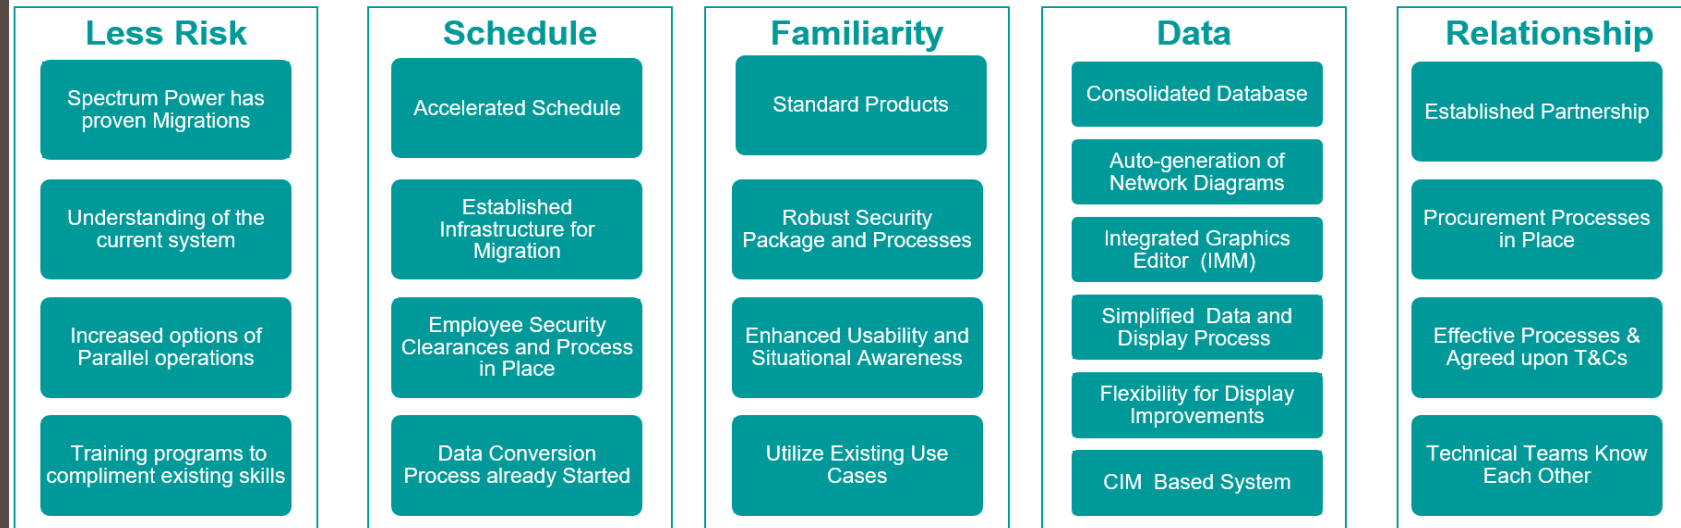 Less Risk
Spectrum Power has
proven Migrations
Understanding of the
current system
Increased options of
Parallel operations
Training programs to
compliment existing skills
Schedule
Accelerated Schedule
Established
Infrastructure for
Migration
Employee Security
Clearances and Process
in Place
Data Conversion
Process already Started
Familiarity
Standard Products
Robust Security
Package and Processes
Enhanced Usability and
Situational Awareness
Utilize Existing Use
Cases
Data
Consolidated Database
Auto-generation of
Network Diagrams
Integrated Graphics
Editor (IMM)
Simplified Data and
Display Process
Flexibility for Display
Improvements
CIM Based System
Relationship
Established Partnership
Procurement Processes
in Place
Effective Processes &
Agreed upon T&Cs
Technical Teams Know
Each Other